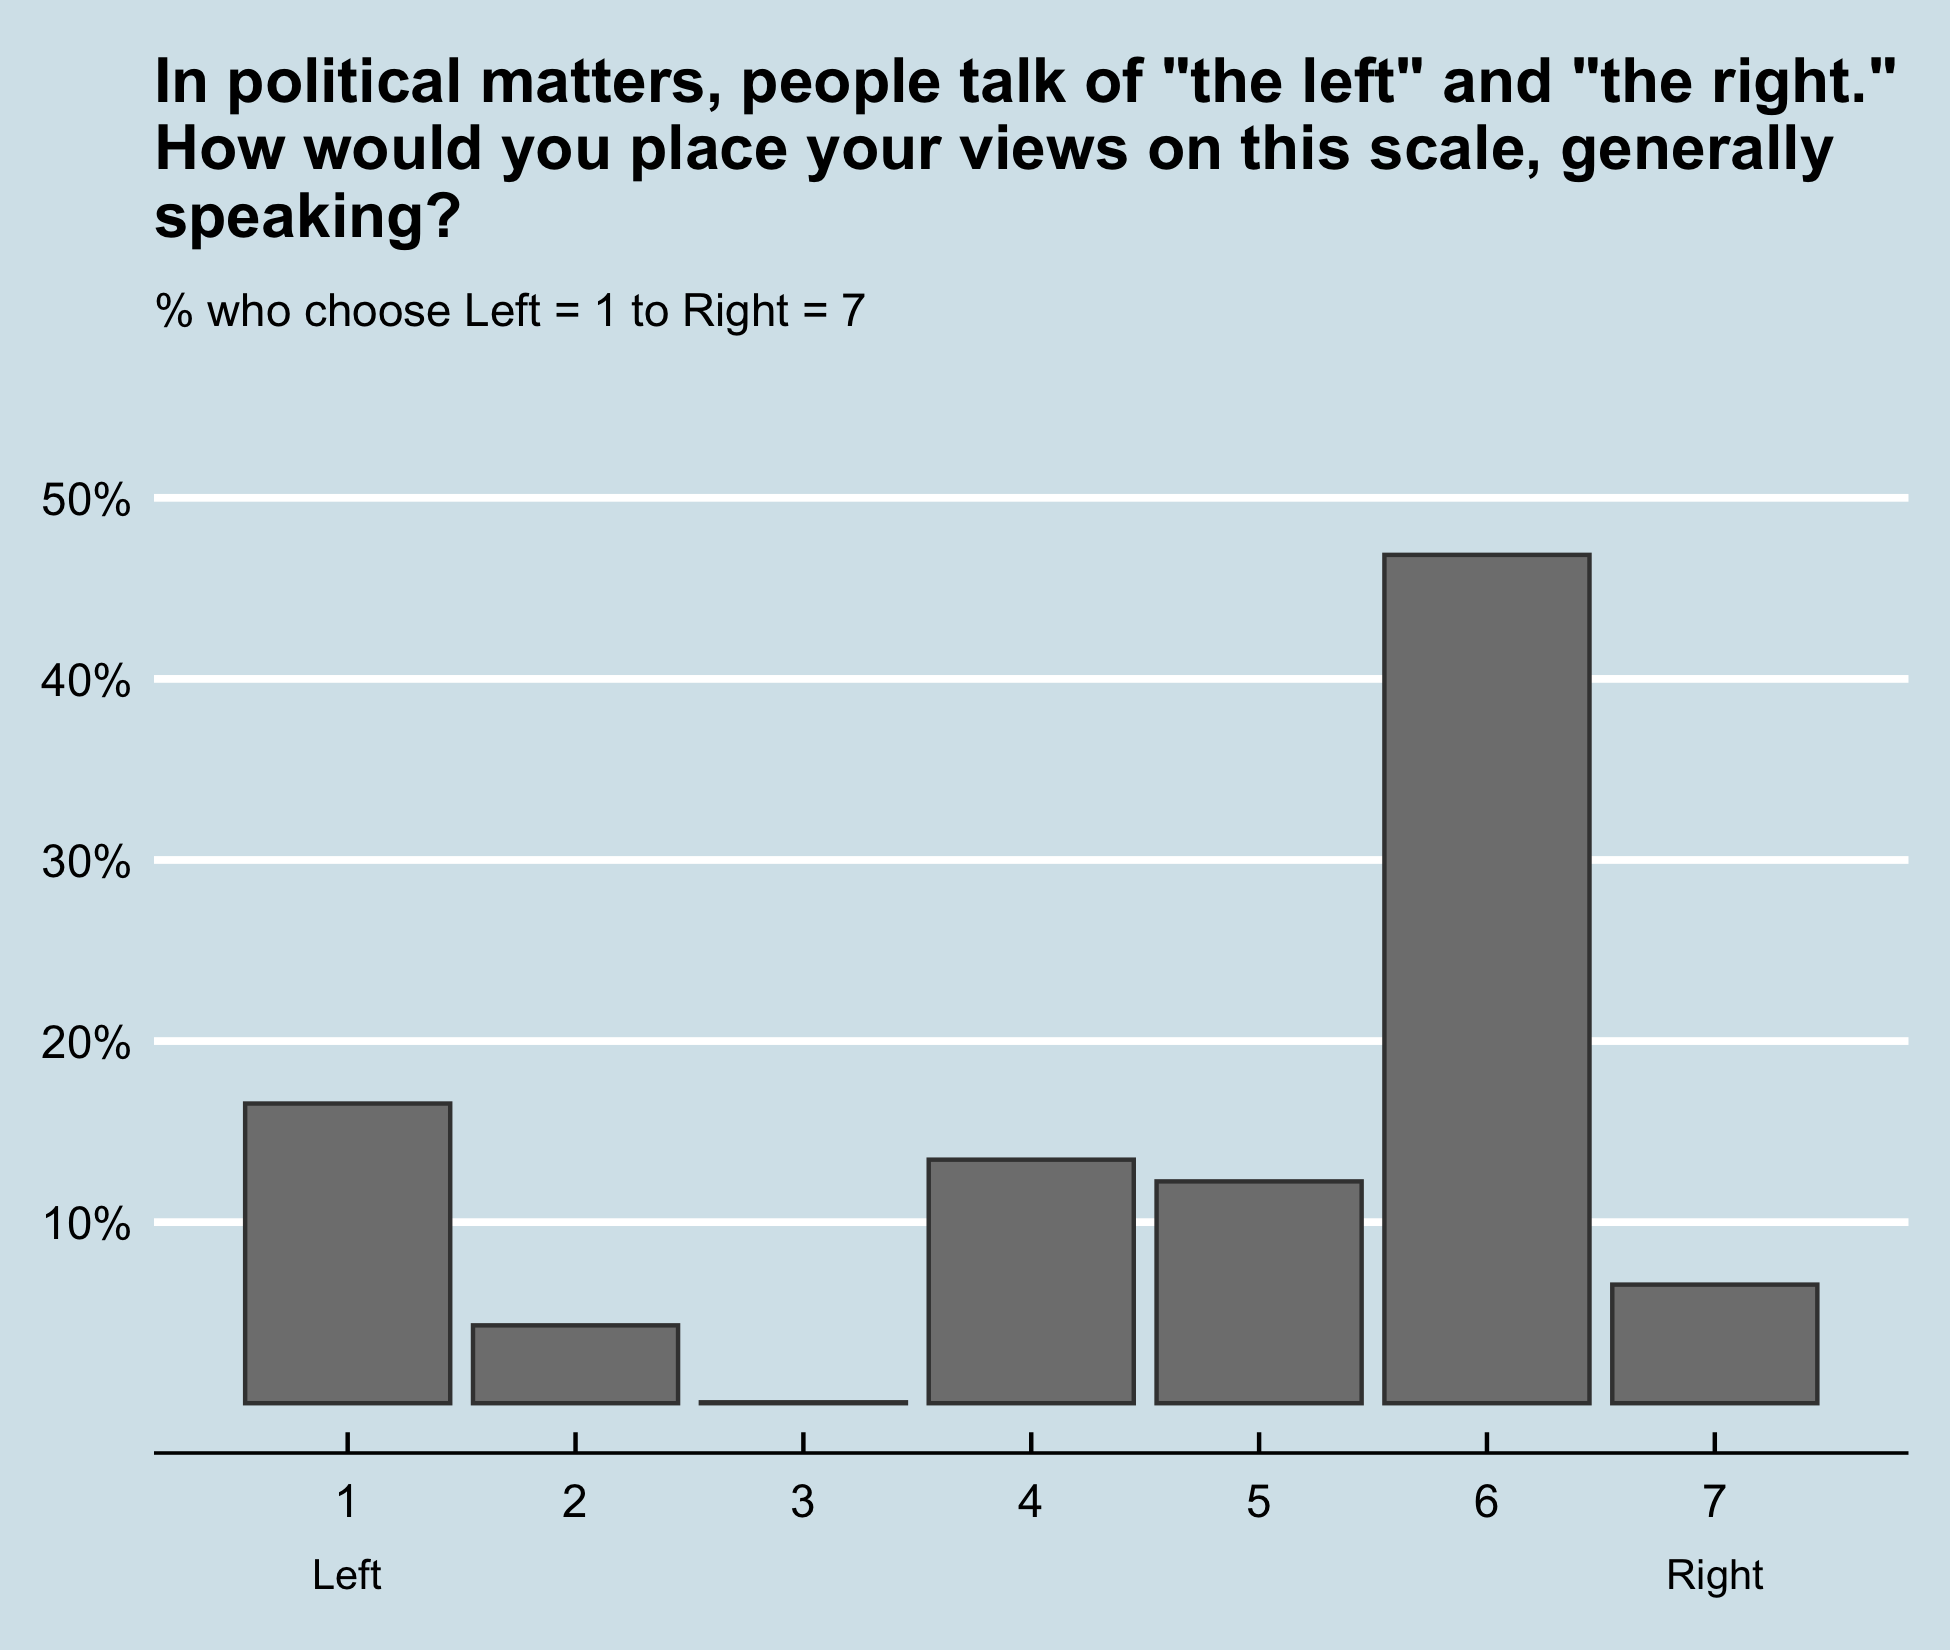 In political matters, people talk of "the left" and "the right."
How would you place your views on this scale, generally
speaking?
% who choose Left = 1 to Right = 7
50%
40%
30%
20%
10%
1 2 3 4 5 6 7
Left Right